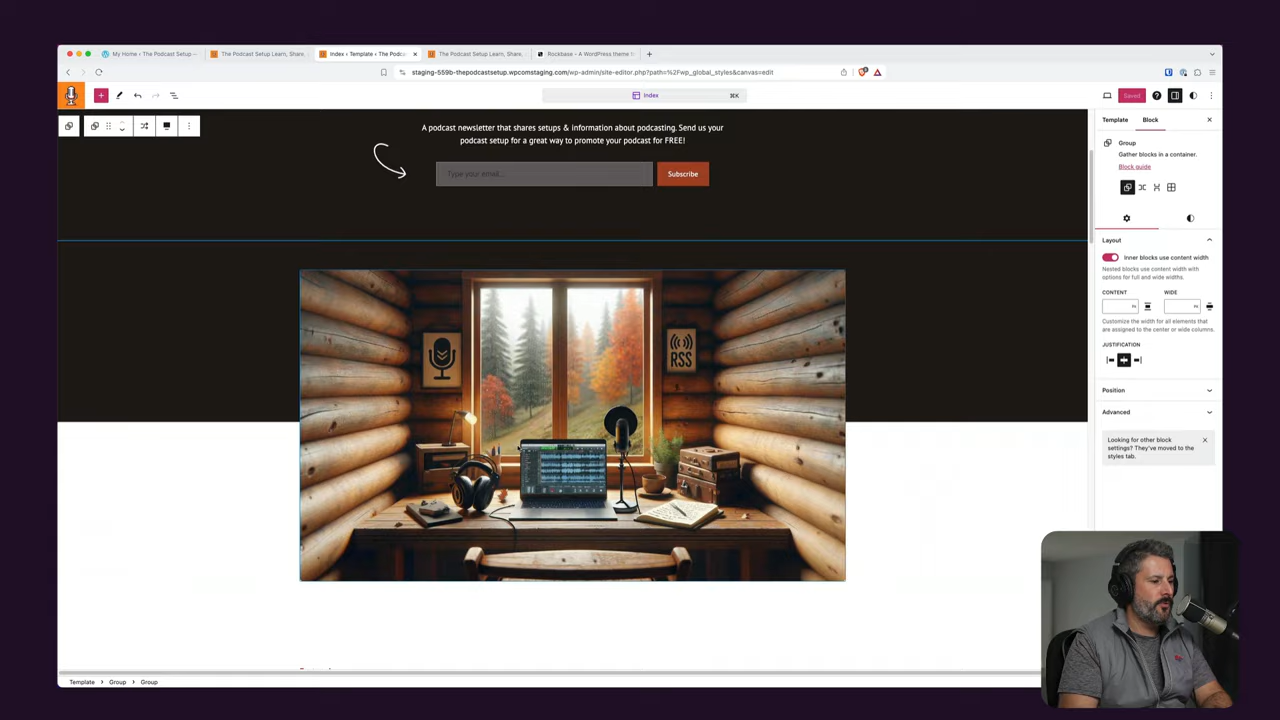 My Home ‹ The Podcast Setup —
The Podcast Setup Learn, Share,
Index ‹ Template ‹ The Podc
The Podcast Setup Learn, Share,
Rockbase – A WordPress theme
staging-559b-thepodcastsetup.wpcomstaging.com/wp-admin/site-editor.php?path=%2Fwp_global_styles&canvas=edit
Index
⌘K
Saved
A podcast newsletter that shares setups & information about podcasting. Send us your
podcast setup for a great way to promote your podcast for FREE!
Type your email...
Subscribe
RSS
Template
Block
Group
Gather blocks in a container.
Block guide
Layout
Inner blocks use content width
Nested blocks use content width with
options for full and wide widths.
CONTENT
WIDE
Customize the width for all elements that
are assigned to the center or wide columns.
JUSTIFICATION
Position
Advanced
Looking for other block
settings? They've moved to the
styles tab.
Template > Group > Group